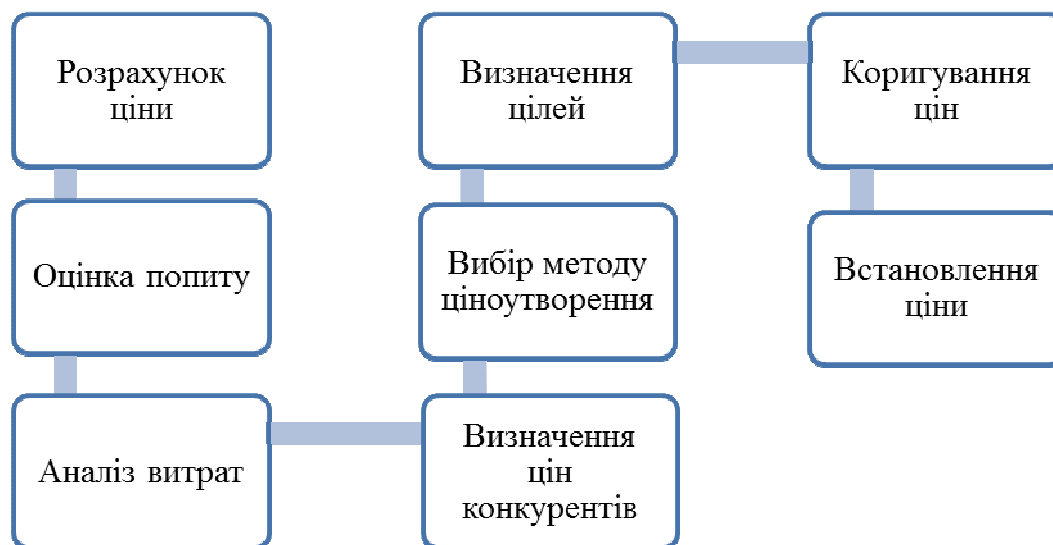 Розрахунок
ціни
Оцінка попиту
Аналіз витрат
Визначення
цін
конкурентів
Вибір методу
ціноутворення
Визначення
цілей
Коригування
цін
Встановлення
ціни